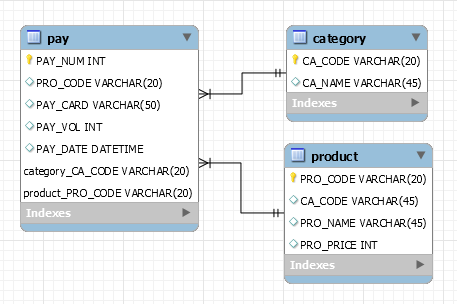 pay
PAY_NUM INT
PRO_CODE VARCHAR(20)
PAY_CARD VARCHAR(50)
PAY_VOL INT
PAY_DATE DATETIME
category_CA_CODE VARCHAR(20)
product_PRO_CODE VARCHAR(20)
Indexes
category
CA_CODE VARCHAR(20)
CA_NAME VARCHAR(45)
Indexes
product
PRO_CODE VARCHAR(20)
CA_CODE VARCHAR(45)
PRO_NAME VARCHAR(45)
PRO_PRICE INT
Indexes